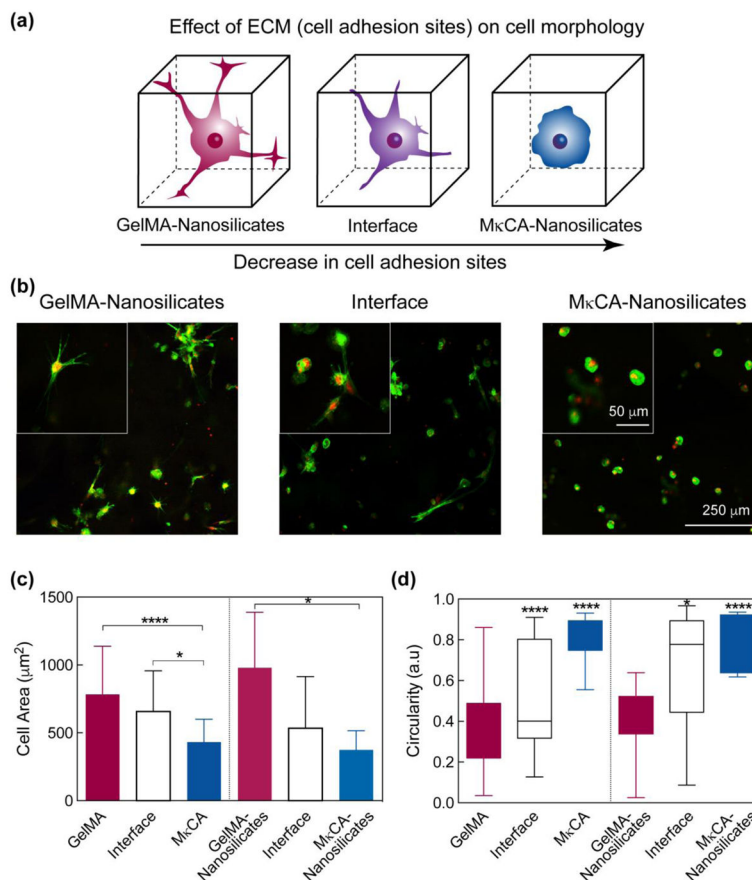 (a)
Effect of ECM (cell adhesion sites) on cell morphology
GelMA-Nanosilicates
Interface
MκCA-Nanosilicates
Decrease in cell adhesion sites
(b)
GelMA-Nanosilicates
Interface
MκCA-Nanosilicates
50 μm
250 μm
(c)
Cell Area (μm²)
1500
1000
500
0
****
*
*
GelMA
Interface
MκCA
GelMA-
Nanosilicates
Interface
MκCA-
Nanosilicates
(d)
Circularity (a.u)
1.0
0.8
0.6
0.4
0.2
0.0
****
****
*
****
GelMA
Interface
MκCA
GelMA-
Nanosilicates
Interface
MκCA-
Nanosilicates